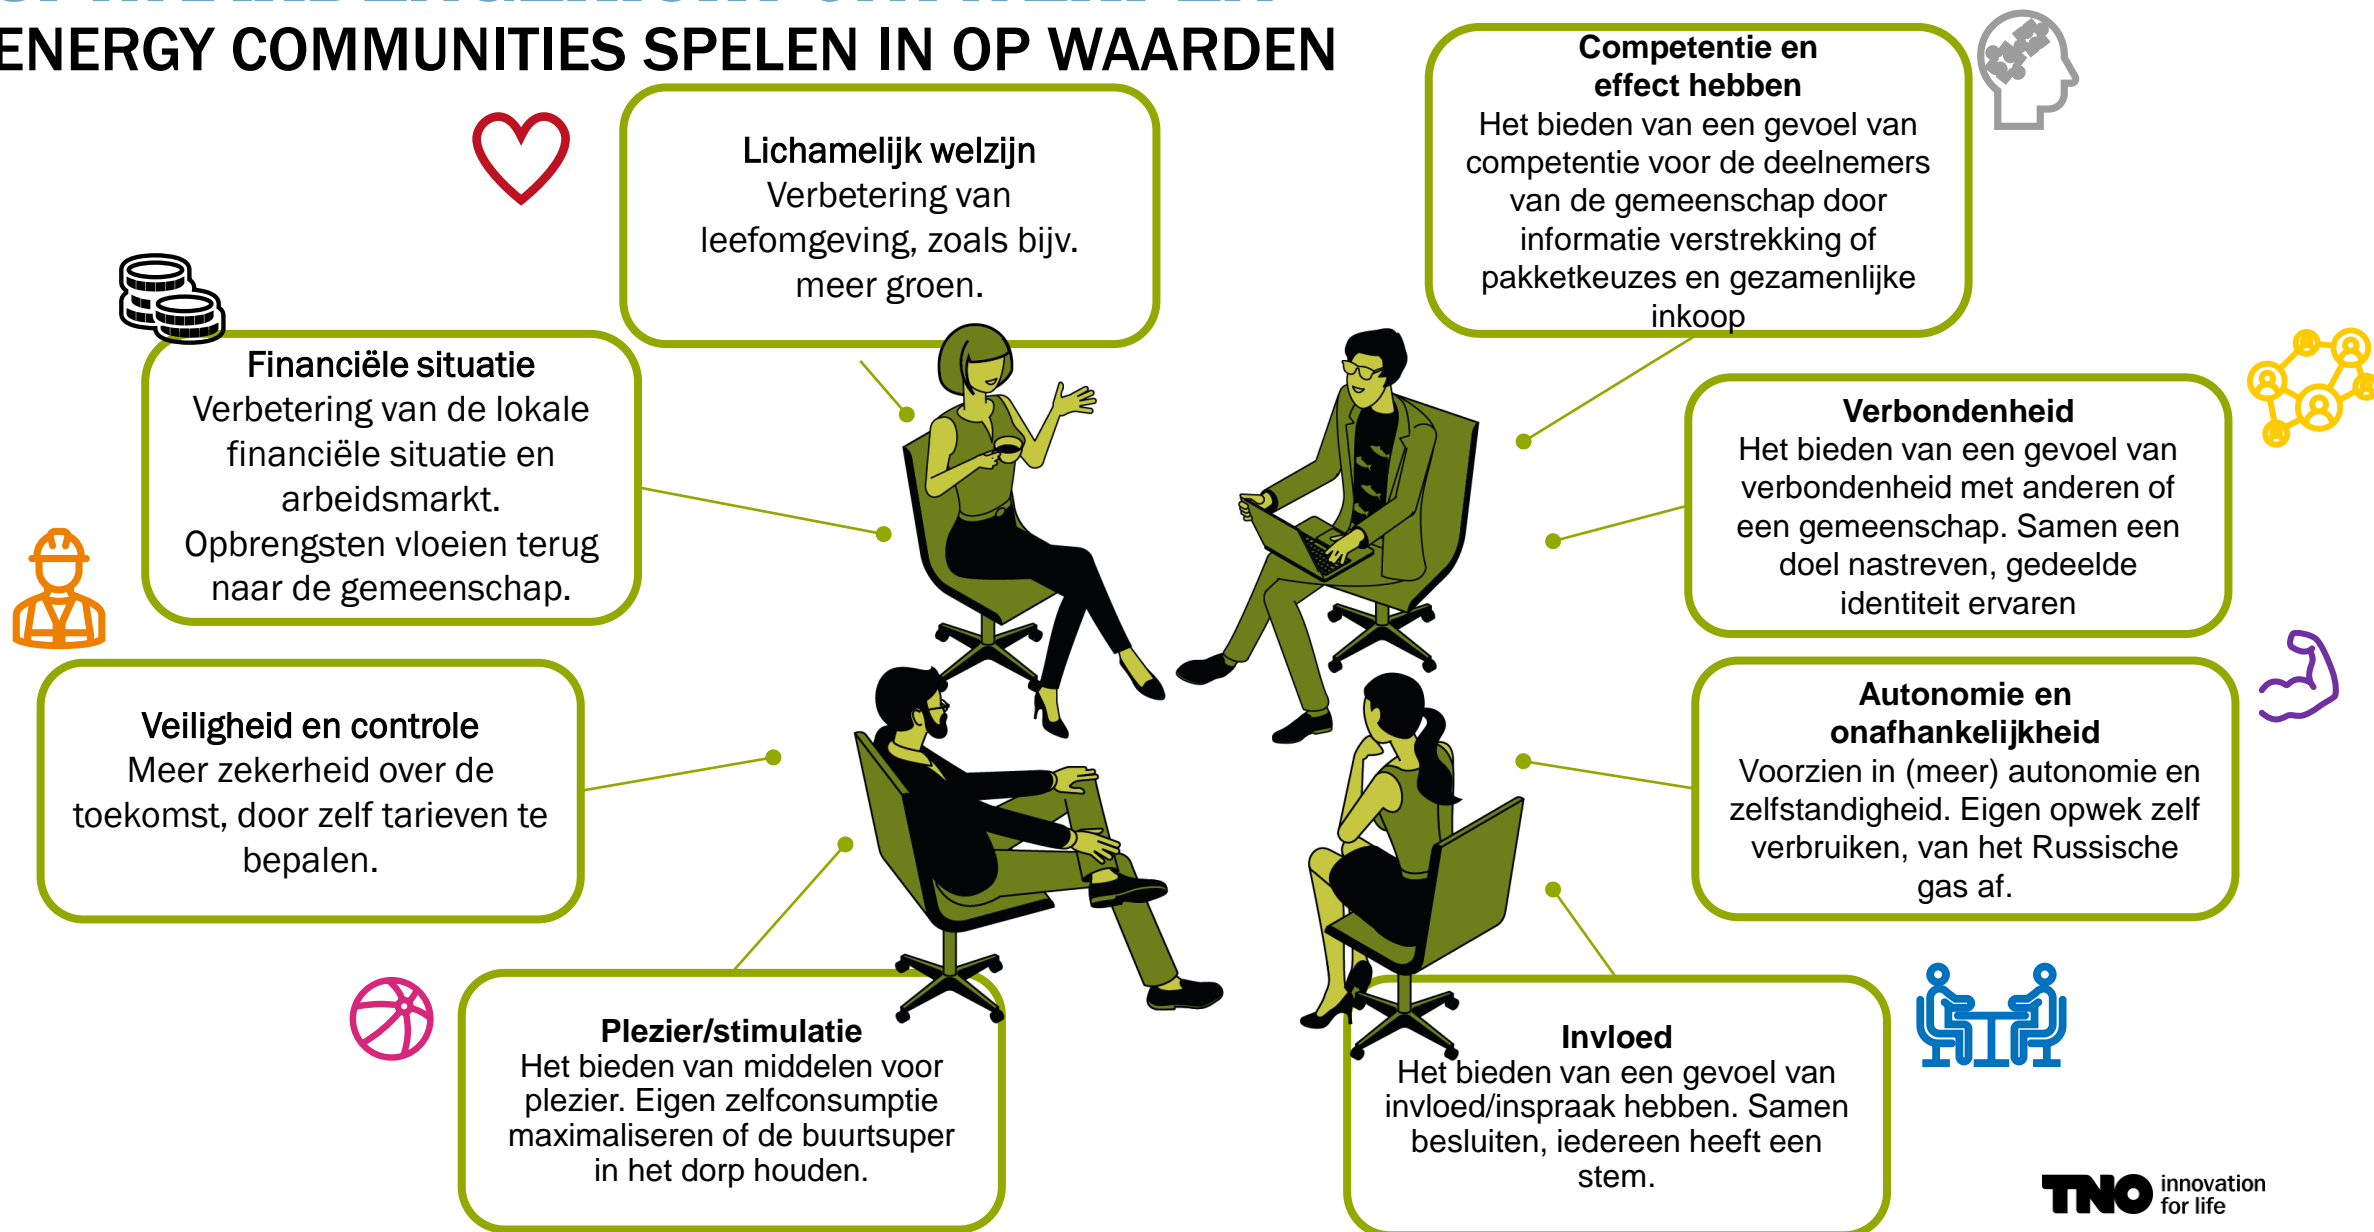 ENERGY COMMUNITIES SPELEN IN OP WAARDEN
Lichamelijk welzijn
Verbetering van
leefomgeving, zoals bijv.
meer groen.
Competentie en
effect hebben
Het bieden van een gevoel van
competentie voor de deelnemers
van de gemeenschap door
informatie verstrekking of
pakketkeuzes en gezamenlijke
inkoop
Financiële situatie
Verbetering van de lokale
financiële situatie en
arbeidsmarkt.
Opbrengsten vloeien terug
naar de gemeenschap.
Verbondenheid
Het bieden van een gevoel van
verbondenheid met anderen of
een gemeenschap. Samen een
doel nastreven, gedeelde
identiteit ervaren
Veiligheid en controle
Meer zekerheid over de
toekomst, door zelf tarieven te
bepalen.
Autonomie en
onafhankelijkheid
Voorzien in (meer) autonomie en
zelfstandigheid. Eigen opwek zelf
verbruiken, van het Russische
gas af.
Plezier/stimulatie
Het bieden van middelen voor
plezier. Eigen zelfconsumptie
maximaliseren of de buurtsuper
in het dorp houden.
Invloed
Het bieden van een gevoel van
invloed/inspraak hebben. Samen
besluiten, iedereen heeft een
stem.
TNO innovation
for life